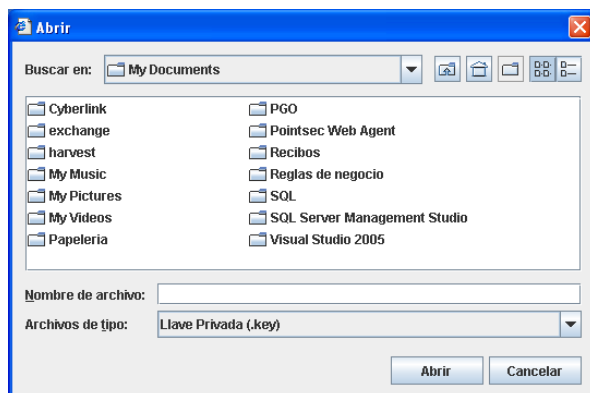 Abrir
Buscar en: My Documents
Cyberlink
exchange
harvest
My Music
My Pictures
My Videos
Papeleria
PGO
Pointsec Web Agent
Recibos
Reglas de negocio
SQL
SQL Server Management Studio
Visual Studio 2005
Nombre de archivo:
Archivos de tipo: Llave Privada (.key)
Abrir Cancelar